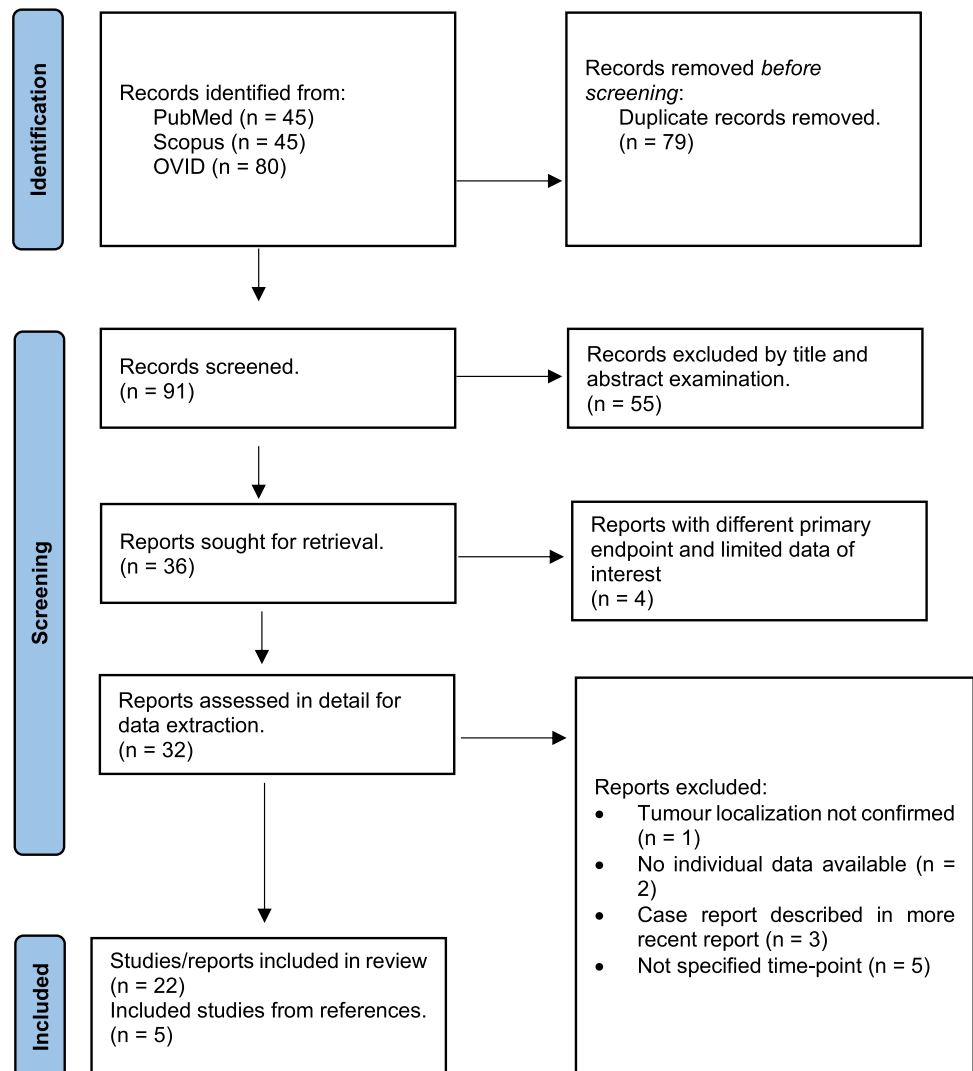 Identification
Records identified from:
PubMed (n = 45)
Scopus (n = 45)
OVID (n = 80)
Records removed before
screening:
Duplicate records removed.
(n = 79)
Screening
Records screened.
(n = 91)
Records excluded by title and
abstract examination.
(n = 55)
Reports sought for retrieval.
(n = 36)
Reports with different primary
endpoint and limited data of
interest
(n = 4)
Reports assessed in detail for
data extraction.
(n = 32)
Reports excluded:
• Tumour localization not confirmed
(n = 1)
• No individual data available (n =
2)
• Case report described in more
recent report (n = 3)
• Not specified time-point (n = 5)
Included
Studies/reports included in review
(n = 22)
Included studies from references.
(n = 5)